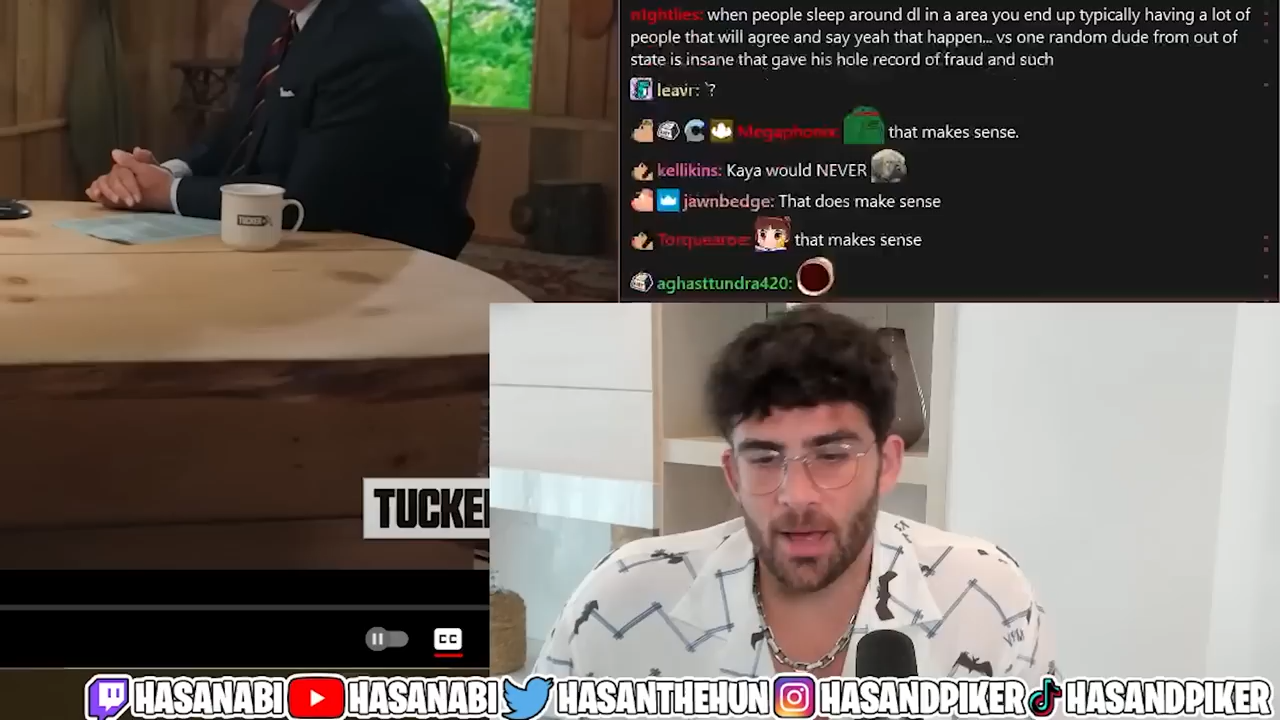 nightlies: when people sleep around dl in a area you end up typically having a lot of
people that will agree and say yeah that happen... vs one random dude from out of
state is insane that gave his hole record of fraud and such
leavr: ?
Megaphonix that makes sense.
kellikins: Kaya would NEVER
jawnbedge: That does make sense
that makes sense
aghasttundra420:
TUCKER
TUCKE
CC
HASANABI HASANABI HASANTHEHUN HASANDPIKER HASANDPIKER